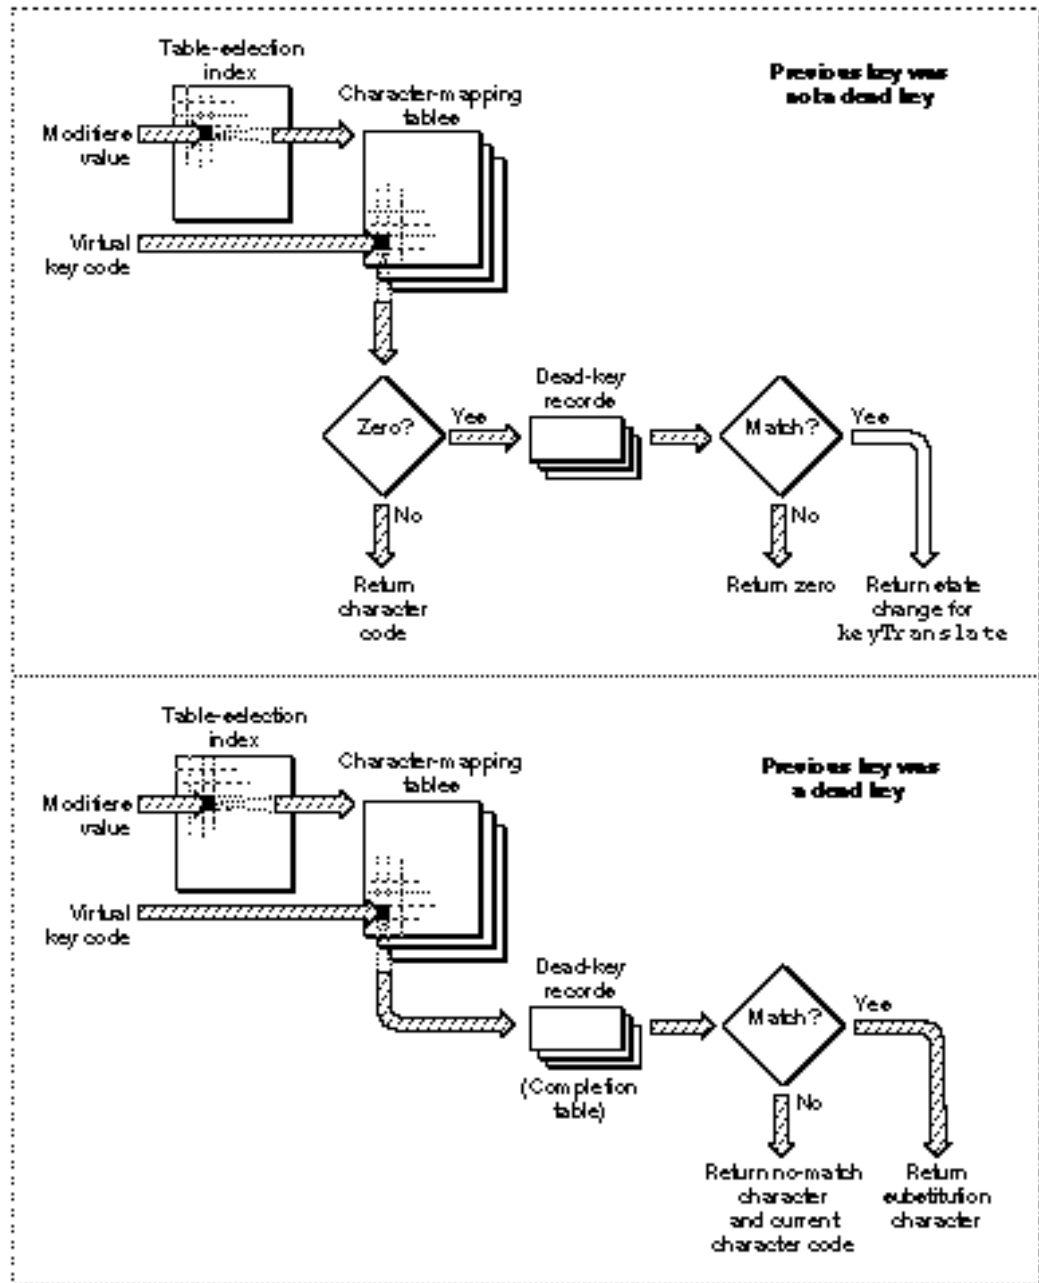 Table-selection
index
Previous key was
not a dead key
Character-mapping
tables
Modifiers
value
Virtual
key code
Dead-key
records
Zero?
Yes
Match?
Yes
No
No
Return
character
code
Return zero
Return state
change for
keyTranslate
Table-selection
index
Character-mapping
tables
Previous key was
a dead key
Modifiers
value
Virtual
key code
Dead-key
records
Match?
Yes
(Completion
table)
No
Return no-match
character
and current
character code
Return
substitution
character